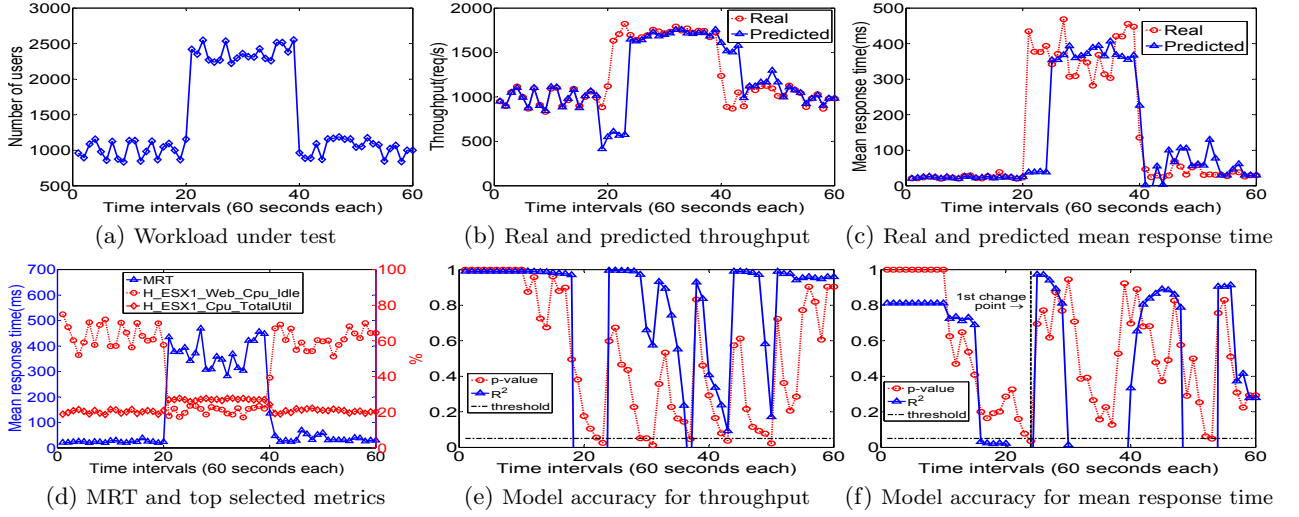 3000
2500
2000
1500
1000
500
0
20
40
60
Number of users
Time intervals (60 seconds each)
(a) Workload under test
2000
1500
1000
500
0
0
20
40
60
Throughput(req/s)
Real
Predicted
Time intervals (60 seconds each)
(b) Real and predicted throughput
500
400
300
200
100
0
0
20
40
60
Mean response time(ms)
Real
Predicted
Time intervals (60 seconds each)
(c) Real and predicted mean response time
700
600
500
400
300
200
100
0
0
20
40
60
100
80
60
40
20
0
Mean response time(ms)
%
MRT
H_ESX1_Web_Cpu_Idle
H_ESX1_Cpu_TotalUtil
Time intervals (60 seconds each)
(d) MRT and top selected metrics
1
0.8
0.6
0.4
0.2
0
0
10
20
30
40
50
60
p-value
R²
threshold
Time intervals (60 seconds each)
(e) Model accuracy for throughput
1
0.8
0.6
0.4
0.2
0
0
10
20
30
40
50
60
1st change
point →
p-value
R²
threshold
Time intervals (60 seconds each)
(f) Model accuracy for mean response time